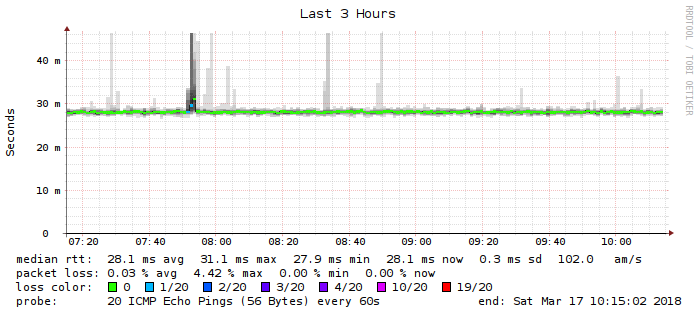 Last 3 Hours
RRDTOOL / TOBI OETIKER
Seconds
40 m
30 m
20 m
10 m
0
07:20 07:40 08:00 08:20 08:40 09:00 09:20 09:40 10:00
median rtt: 28.1 ms avg 31.1 ms max 27.9 ms min 28.1 ms now 0.3 ms sd 102.0 am/s
packet loss: 0.03 % avg 4.42 % max 0.00 % min 0.00 % now
loss color: 0 1/20 2/20 3/20 4/20 10/20 19/20
probe: 20 ICMP Echo Pings (56 Bytes) every 60s end: Sat Mar 17 10:15:02 2018